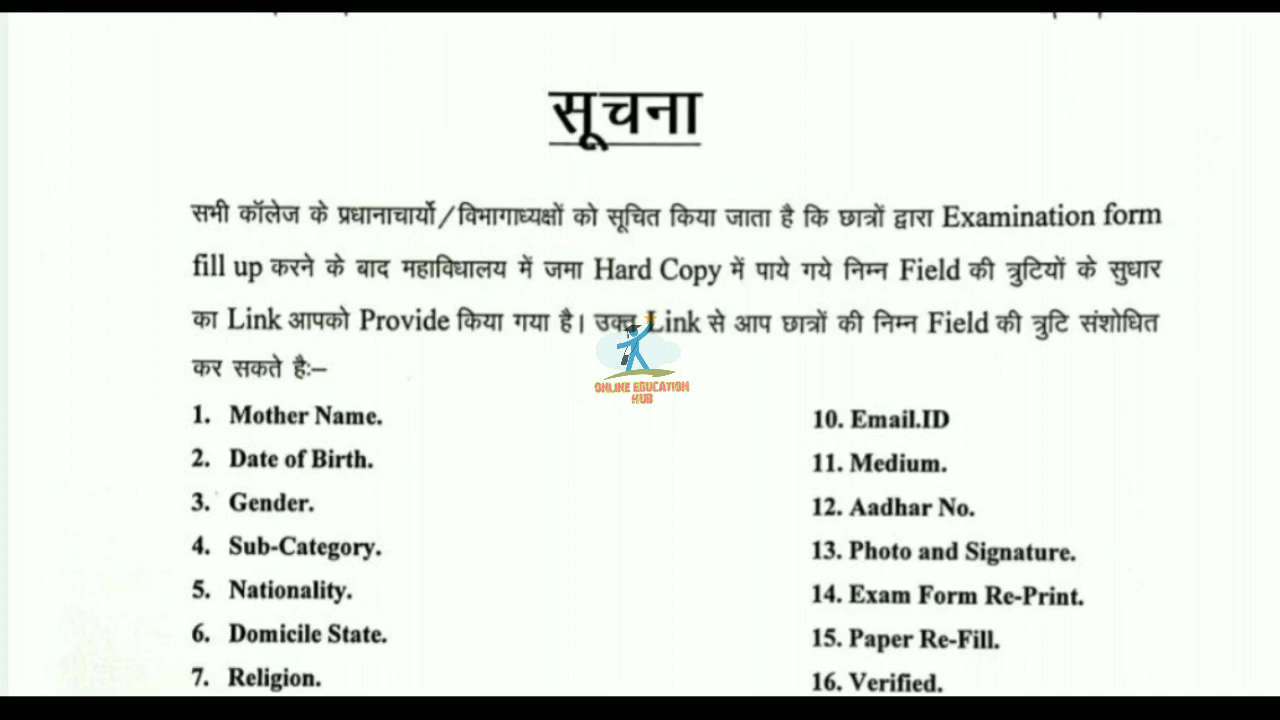 सूचना
सभी कॉलेज के प्रधानाचार्यो/विभागाध्यक्षों को सूचित किया जाता है कि छात्रों द्वारा Examination form
fill up करने के बाद महाविधालय में जमा Hard Copy में पाये गये निम्न Field की त्रुटियों के सुधार
का Link आपको Provide किया गया है। उक्त Link से आप छात्रों की निम्न Field की त्रुटि संशोधित
कर सकते हैः–
ONLINE EDUCATION
HUB
1. Mother Name.
2. Date of Birth.
3. Gender.
4. Sub-Category.
5. Nationality.
6. Domicile State.
7. Religion.
10. Email.ID
11. Medium.
12. Aadhar No.
13. Photo and Signature.
14. Exam Form Re-Print.
15. Paper Re-Fill.
16. Verified.